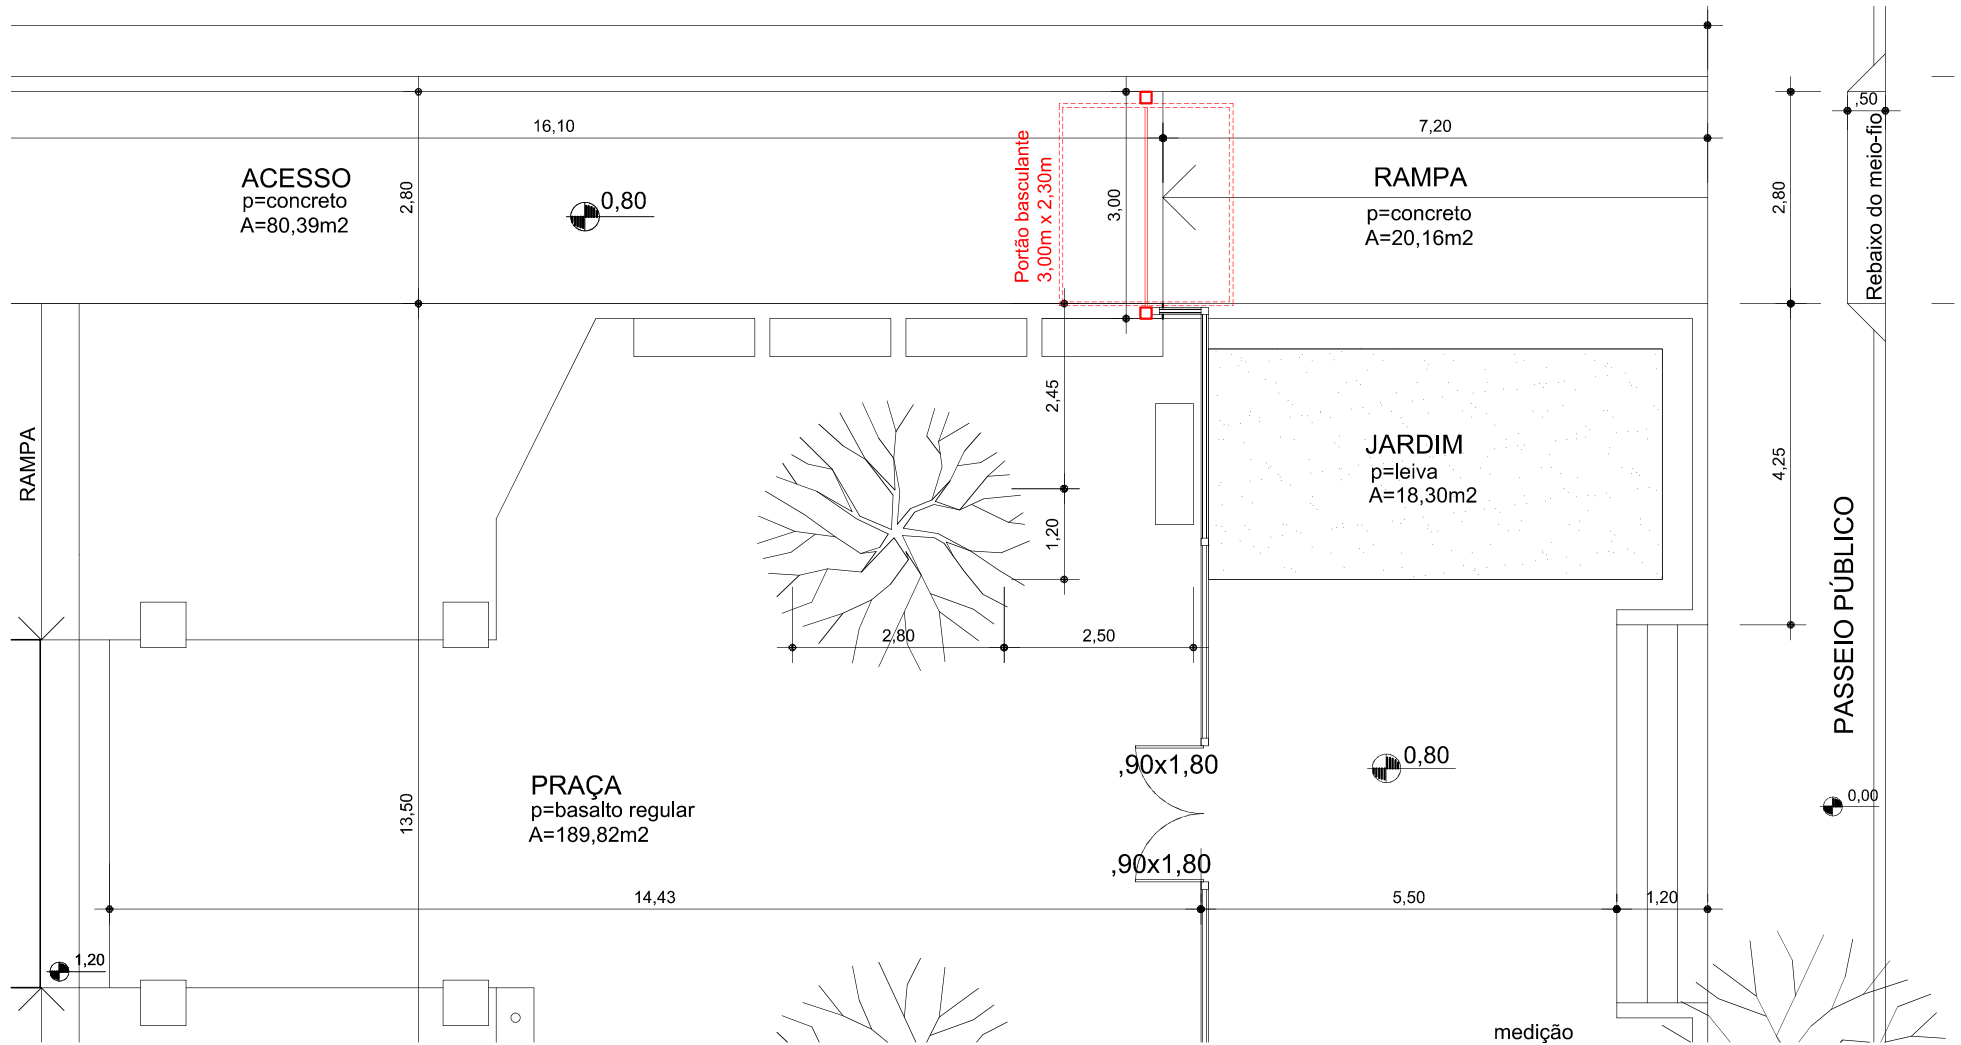 ,50
16,10
7,20
ACESSO
p=concreto
A=80,39m2
2,80
0,80
Portão basculante
3,00m x 2,30m
3,00
RAMPA
p=concreto
A=20,16m2
2,80
Rebaixo do meio-fio
RAMPA
2,45
1,20
JARDIM
p=leiva
A=18,30m2
4,25
PASSEIO PÚBLICO
2,80
2,50
PRAÇA
p=basalto regular
A=189,82m2
13,50
,90x1,80
0,80
0,00
,90x1,80
14,43
5,50
1,20
1,20
medição